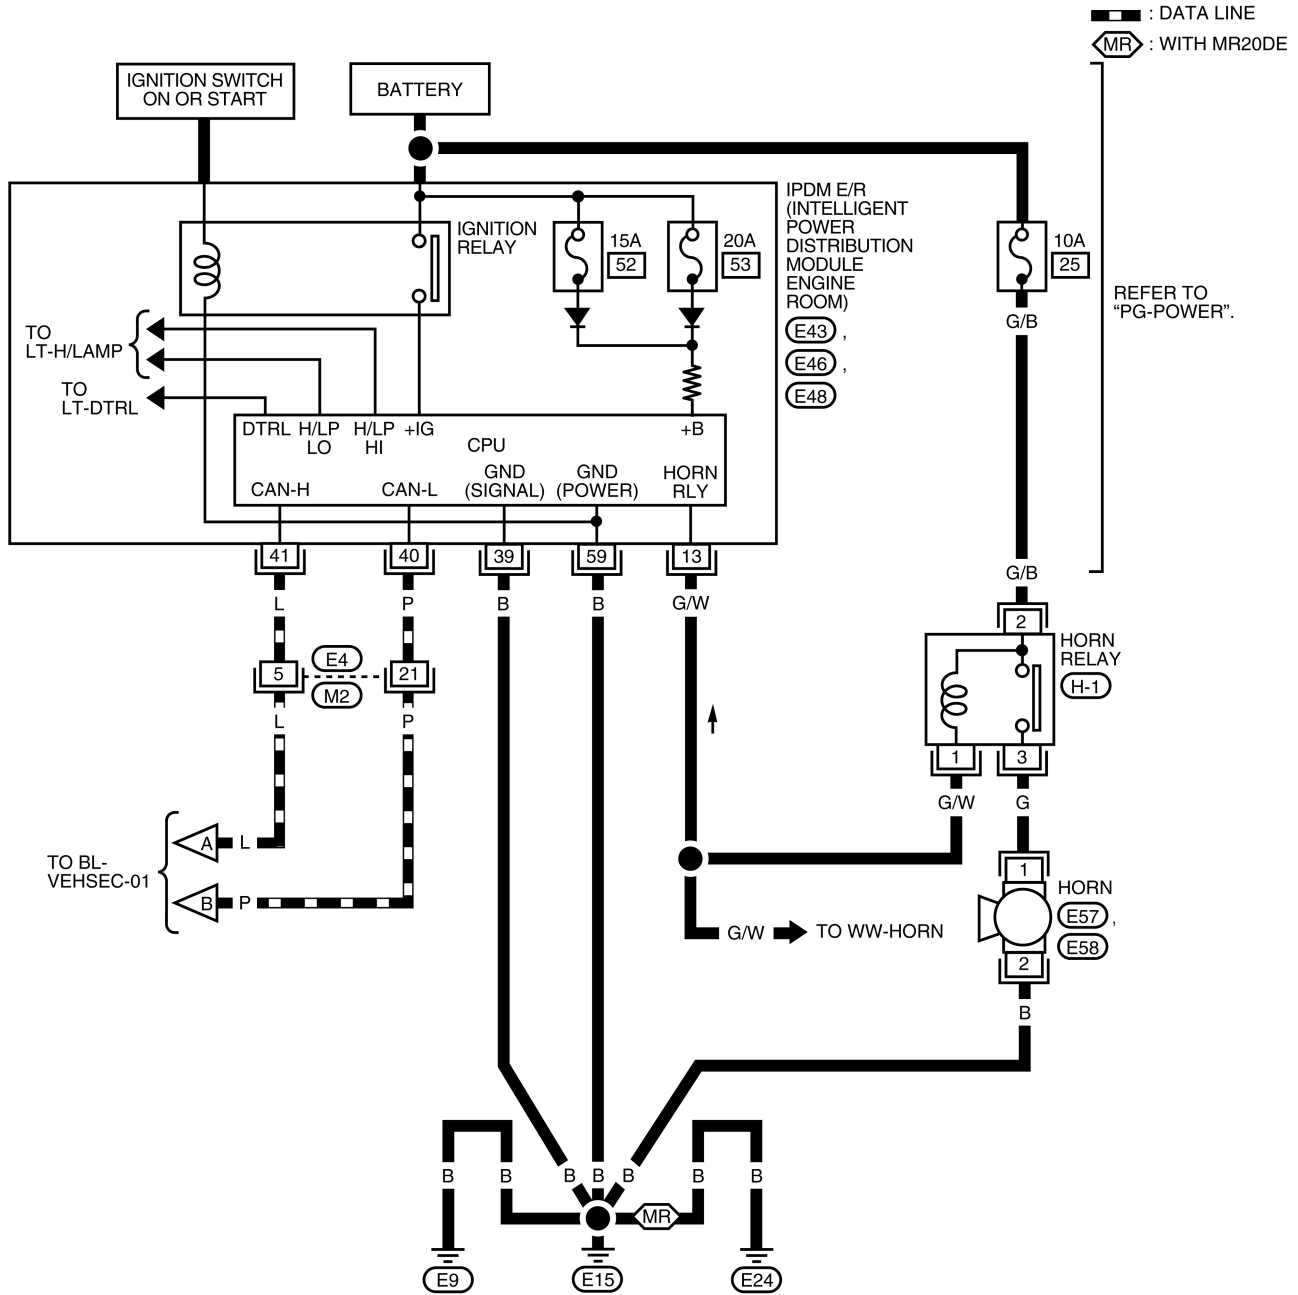 : DATA LINE
MR : WITH MR20DE
IGNITION SWITCH
ON OR START
BATTERY
IPDM E/R
(INTELLIGENT
POWER
DISTRIBUTION
MODULE
ENGINE
ROOM)
E43 ,
E46 ,
E48
IGNITION
RELAY
15A
52
20A
53
10A
25
REFER TO
“PG-POWER”.
G/B
TO
LT-H/LAMP
TO
LT-DTRL
DTRL
H/LP
LO
H/LP
HI
+IG
CPU
+B
CAN-H
CAN-L
GND
(SIGNAL)
GND
(POWER)
HORN
RLY
41
40
39
59
13
G/B
L
P
B
B
G/W
2
HORN
RELAY
H-1
5
E4
M2
21
L
P
1
3
G/W
G
A
L
TO BL-
VEHSEC-01
B
P
1
HORN
E57 ,
E58
2
G/W
TO WW-HORN
B
B
B
B
B
B
B
B
MR
E9
E15
E24